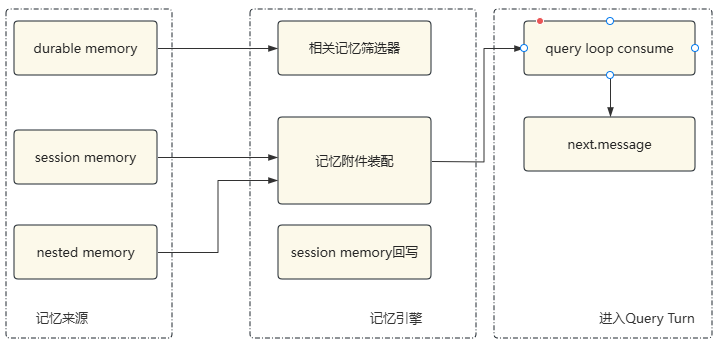 durable memory
session memory
nested memory
记忆来源
相关记忆筛选器
记忆附件装配
session memory回写
记忆引擎
query loop consume
next.message
进入Query Turn